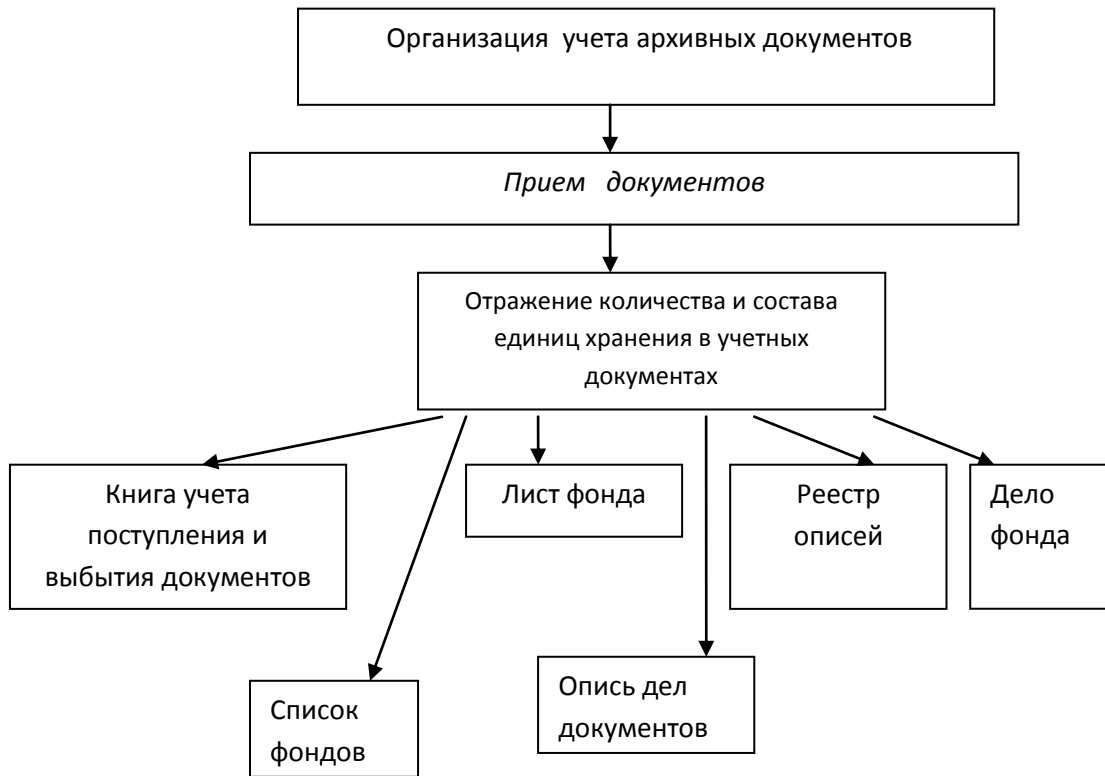 Организация учета архивных документов
Прием документов
Отражение количества и состава
единиц хранения в учетных
документах
Книга учета
поступления и
выбытия документов
Лист фонда
Реестр
описей
Дело
фонда
Список
фондов
Опись дел
документов